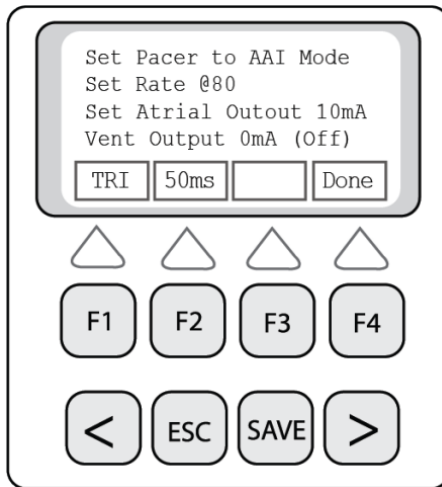 Set Pacer to AAI Mode
Set Rate @80
Set Atrial Outout 10mA
Vent Output 0mA (Off)
TRI 50ms Done
F1 F2 F3 F4
< ESC SAVE >